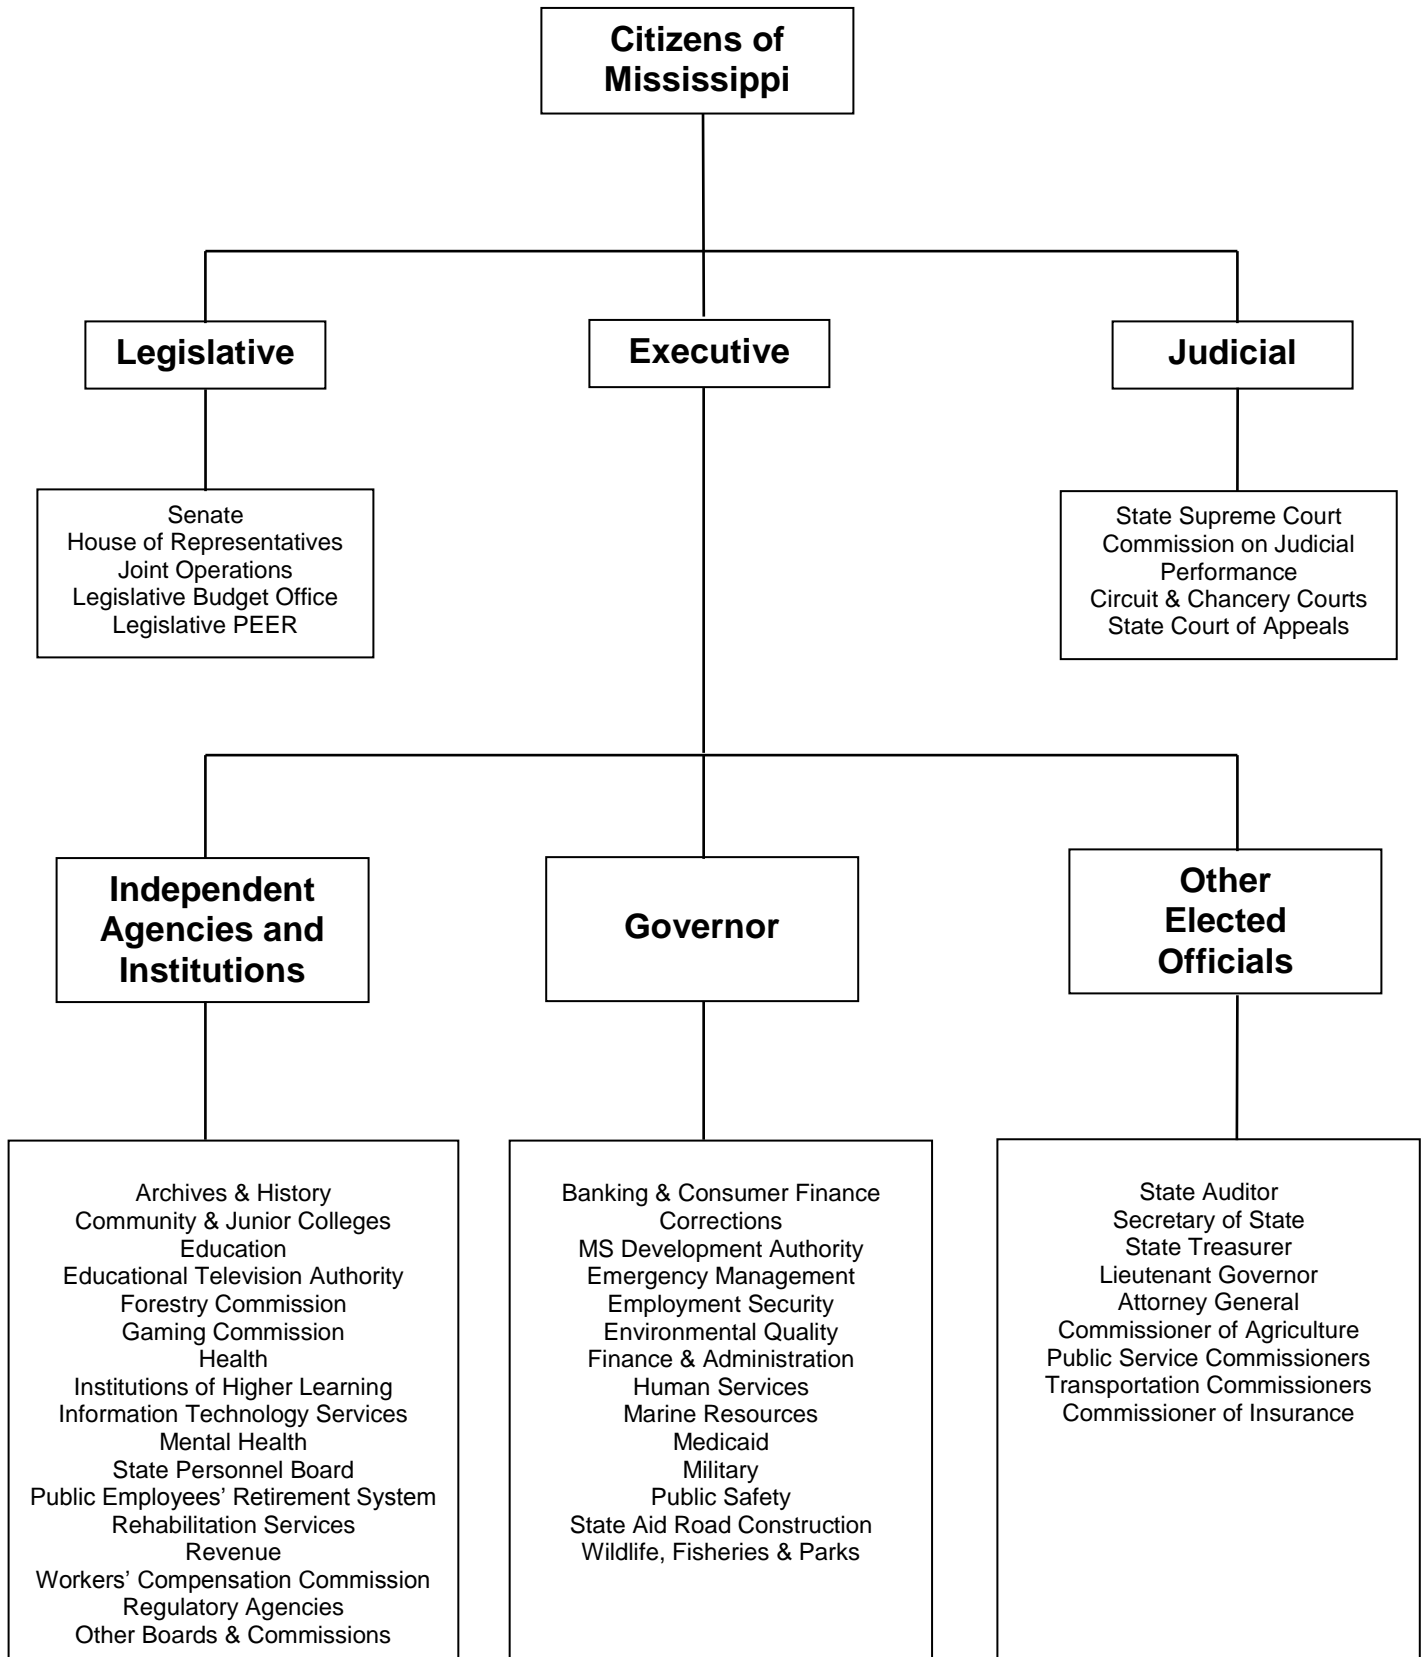 Citizens of
Mississippi
Legislative
Executive
Judicial
Senate
House of Representatives
Joint Operations
Legislative Budget Office
Legislative PEER
State Supreme Court
Commission on Judicial
Performance
Circuit & Chancery Courts
State Court of Appeals
Independent
Agencies and
Institutions
Governor
Other
Elected
Officials
Archives & History
Community & Junior Colleges
Education
Educational Television Authority
Forestry Commission
Gaming Commission
Health
Institutions of Higher Learning
Information Technology Services
Mental Health
State Personnel Board
Public Employees’ Retirement System
Rehabilitation Services
Revenue
Workers’ Compensation Commission
Regulatory Agencies
Other Boards & Commissions
Banking & Consumer Finance
Corrections
MS Development Authority
Emergency Management
Employment Security
Environmental Quality
Finance & Administration
Human Services
Marine Resources
Medicaid
Military
Public Safety
State Aid Road Construction
Wildlife, Fisheries & Parks
State Auditor
Secretary of State
State Treasurer
Lieutenant Governor
Attorney General
Commissioner of Agriculture
Public Service Commissioners
Transportation Commissioners
Commissioner of Insurance